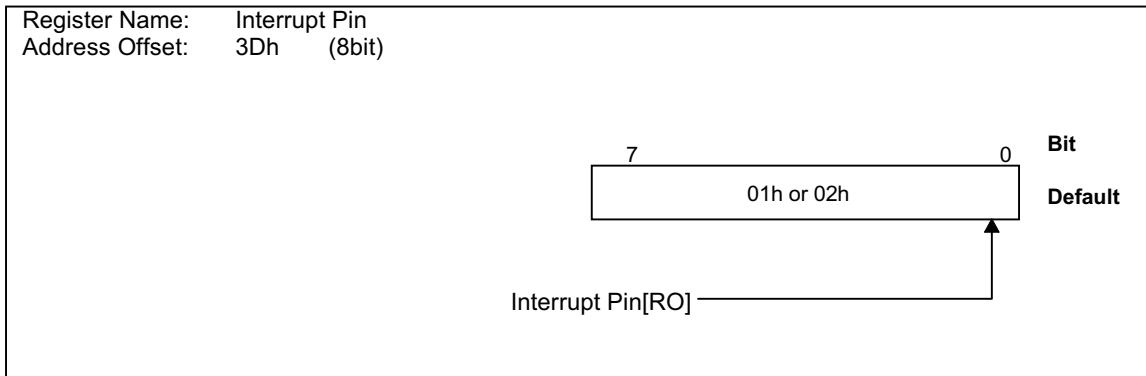 Register Name: Interrupt Pin
Address Offset: 3Dh (8bit)
7 0 Bit
01h or 02h Default
Interrupt Pin[RO]